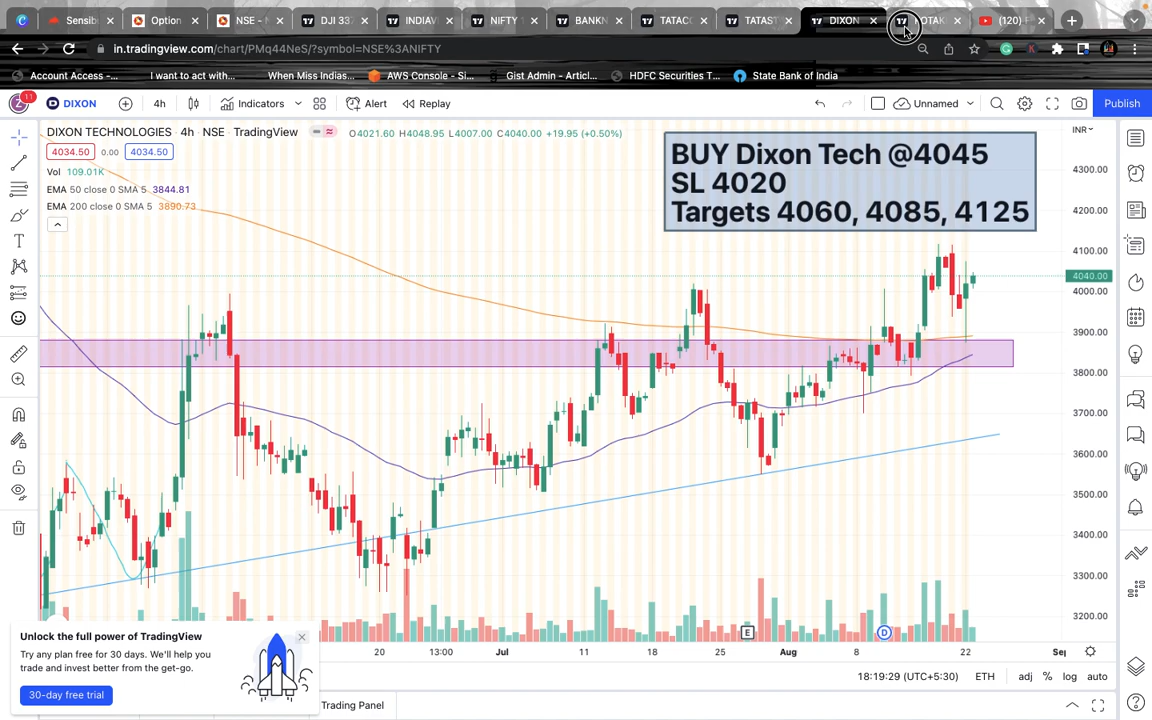 Sensib
Option
NSE - N
DJI 337
INDIAVI
NIFTY 1
BANKN
TATACO
TATAST
DIXON
KOTAK
(120) F
in.tradingview.com/chart/PMq44NeS/?symbol=NSE%3ANIFTY
Account Access -...
I want to act with...
When Miss Indias...
AWS Console - Si...
Gist Admin - Articl...
HDFC Securities T...
State Bank of India
Z
11
DIXON
4h
Indicators
Alert
Replay
Unnamed
Publish
DIXON TECHNOLOGIES · 4h · NSE · TradingView
O4021.60 H4048.95 L4007.00 C4040.00 +19.95 (+0.50%)
INR
4034.50 0.00 4034.50
Vol 109.01K
EMA 50 close 0 SMA 5 3844.81
EMA 200 close 0 SMA 5 3890.73
BUY Dixon Tech @4045
SL 4020
Targets 4060, 4085, 4125
4300.00
4200.00
4100.00
4040.00
4000.00
3900.00
3800.00
3700.00
3600.00
3500.00
3400.00
3300.00
3200.00
E
D
Unlock the full power of TradingView
Try any plan free for 30 days. We'll help you
trade and invest better from the get-go.
30-day free trial
20
13:00
Jul
11
18
25
Aug
8
22
Sep
18:19:29 (UTC+5:30)
ETH
adj
%
log
auto
Trading Panel